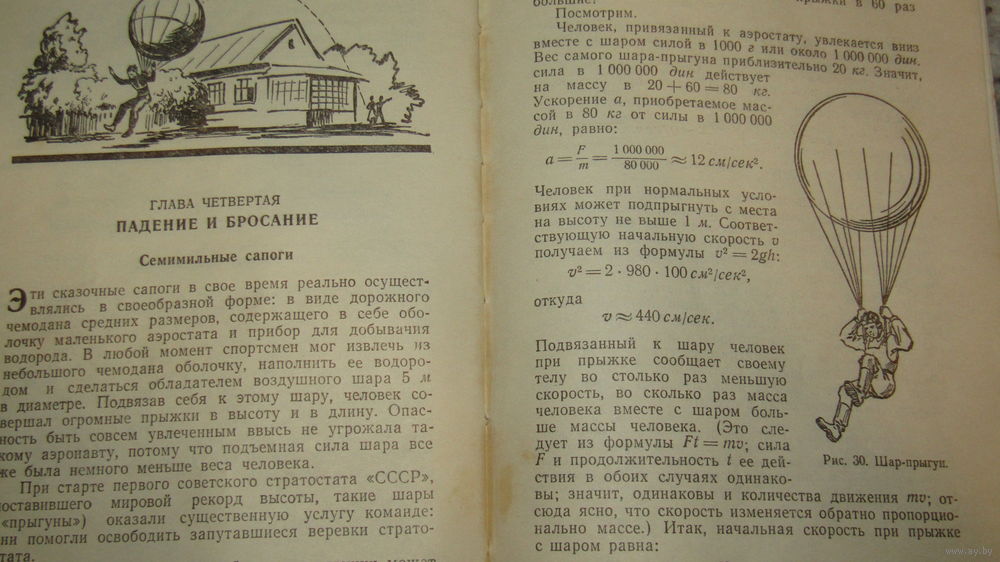 ГЛАВА ЧЕТВЕРТАЯ
ПАДЕНИЕ И БРОСАНИЕ
Семимильные сапоги
Эти сказочные сапоги в свое время реально осущест-
влялись в своеобразной форме: в виде дорожного
чемодана средних размеров, содержащего в себе обо-
лочку маленького аэростата и прибор для добывания
водорода. В любой момент спортсмен мог извлечь из
небольшого чемодана оболочку, наполнить ее водоро-
дом и сделаться обладателем воздушного шара 5 м
в диаметре. Подвязав себя к этому шару, человек со-
вершал огромные прыжки в высоту и в длину. Опас-
ность быть совсем увлеченным ввысь не угрожала та-
кому аэронавту, потому что подъемная сила шара все
же была немного меньше веса человека.
При старте первого советского стратостата «СССР»,
поставившего мировой рекорд высоты, такие шары
«прыгуны») оказали существенную услугу команде:
они помогли освободить запутавшиеся веревки страто-
стата.
может
больше?
прыжки в 60 раз
Посмотрим.
Человек, привязанный к аэростату, увлекается вниз
вместе с шаром силой в 1000 г или около 1 000 000 дин.
Вес самого шара-прыгуна приблизительно 20 кг. Значит,
сила в 1 000 000 дин действует
на массу в 20 + 60 = 80 кг.
Ускорение a, приобретаемое мас-
сой в 80 кг от силы в 1 000 000
дин, равно:
a = F/m = 1 000 000/80 000 ≈ 12 см/сек².
Человек при нормальных усло-
виях может подпрыгнуть с места
на высоту не выше 1 м. Соответ-
ствующую начальную скорость v
получаем из формулы v² = 2gh:
v² = 2 · 980 · 100 см²/сек²,
откуда
v ≈ 440 см/сек.
Подвязанный к шару человек
при прыжке сообщает своему
телу во столько раз меньшую
скорость, во сколько раз масса
человека вместе с шаром боль-
ше массы человека. (Это сле-
дует из формулы Ft = mv; сила
F и продолжительность t ее дей-
ствия в обоих случаях одинако-
вы; значит, одинаковы и количества движения mv; от-
сюда ясно, что скорость изменяется обратно пропорцио-
нально массе.) Итак, начальная скорость при прыжке
с шаром равна:
Рис. 30. Шар-прыгун.
www.ay.by